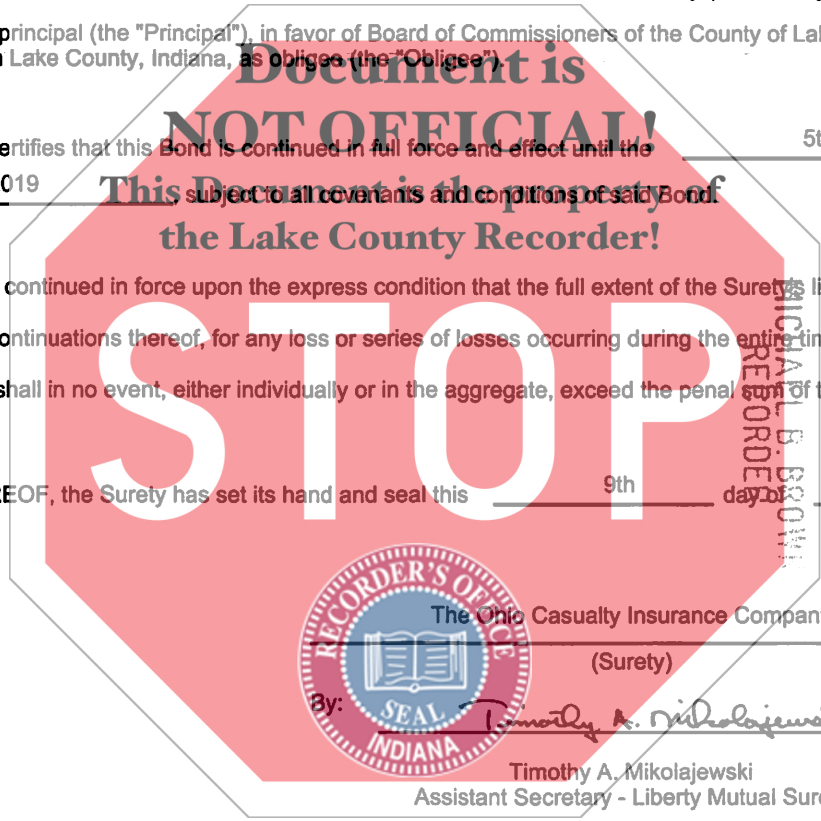 principal (the "Principal"), in favor of Board of Commissioners of the County of Lak
Lake County, Indiana, as obligee (the "Obligee").
Document is
NOT OFFICIAL!
ertifies that this Bond is continued in full force and effect until the 5t
019, subject to all covenants and conditions of said Bond.
This Document is the property of
the Lake County Recorder!
continued in force upon the express condition that the full extent of the Surety's li
ontinuations thereof, for any loss or series of losses occurring during the entire tim
shall in no event, either individually or in the aggregate, exceed the penal sum of t
STOP
MICHAEL B. BROWN
RECORDER
EOF, the Surety has set its hand and seal this 9th day of
RECORDER'S OFFICE
SEAL
INDIANA
The Ohio Casualty Insurance Compan
(Surety)
By: Timothy A. Mikolajewski
Timothy A. Mikolajewski
Assistant Secretary - Liberty Mutual Sure